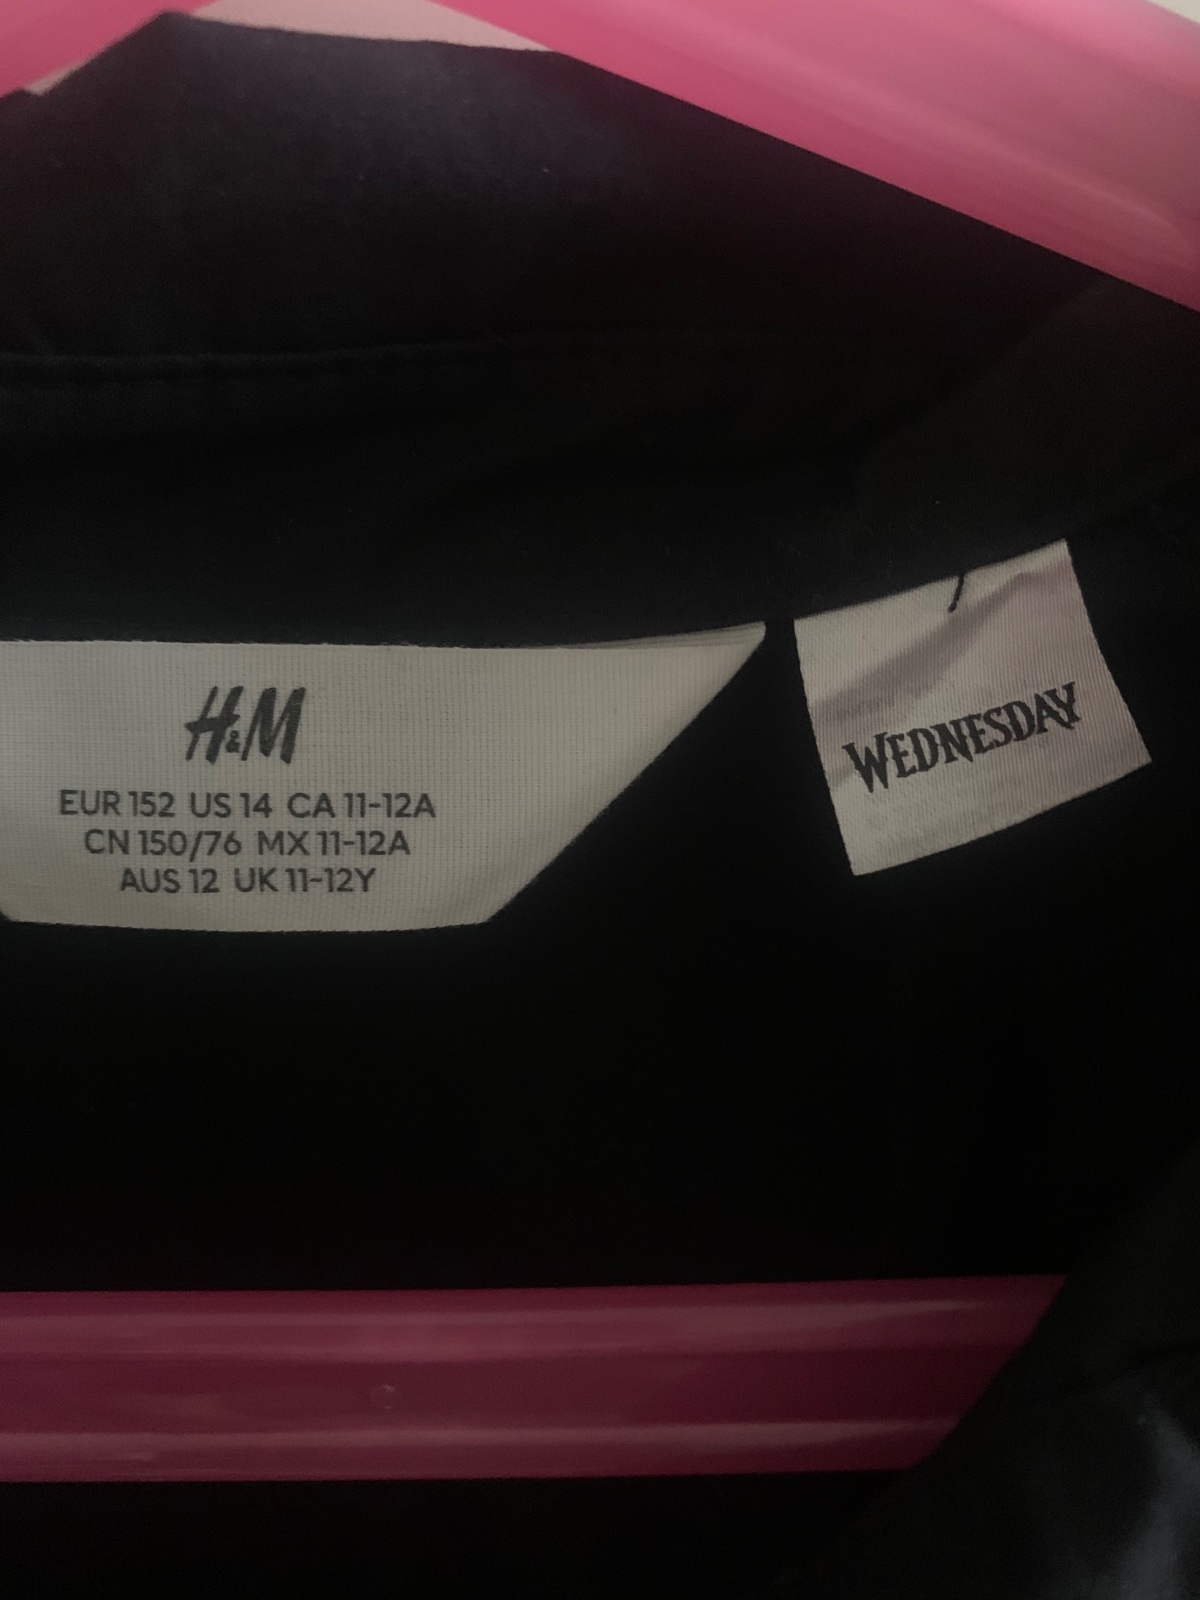 H&M
EUR 152 US 14 CA 11-12A
CN 150/76 MX 11-12A
AUS 12 UK 11-12Y
WEDNESDAY